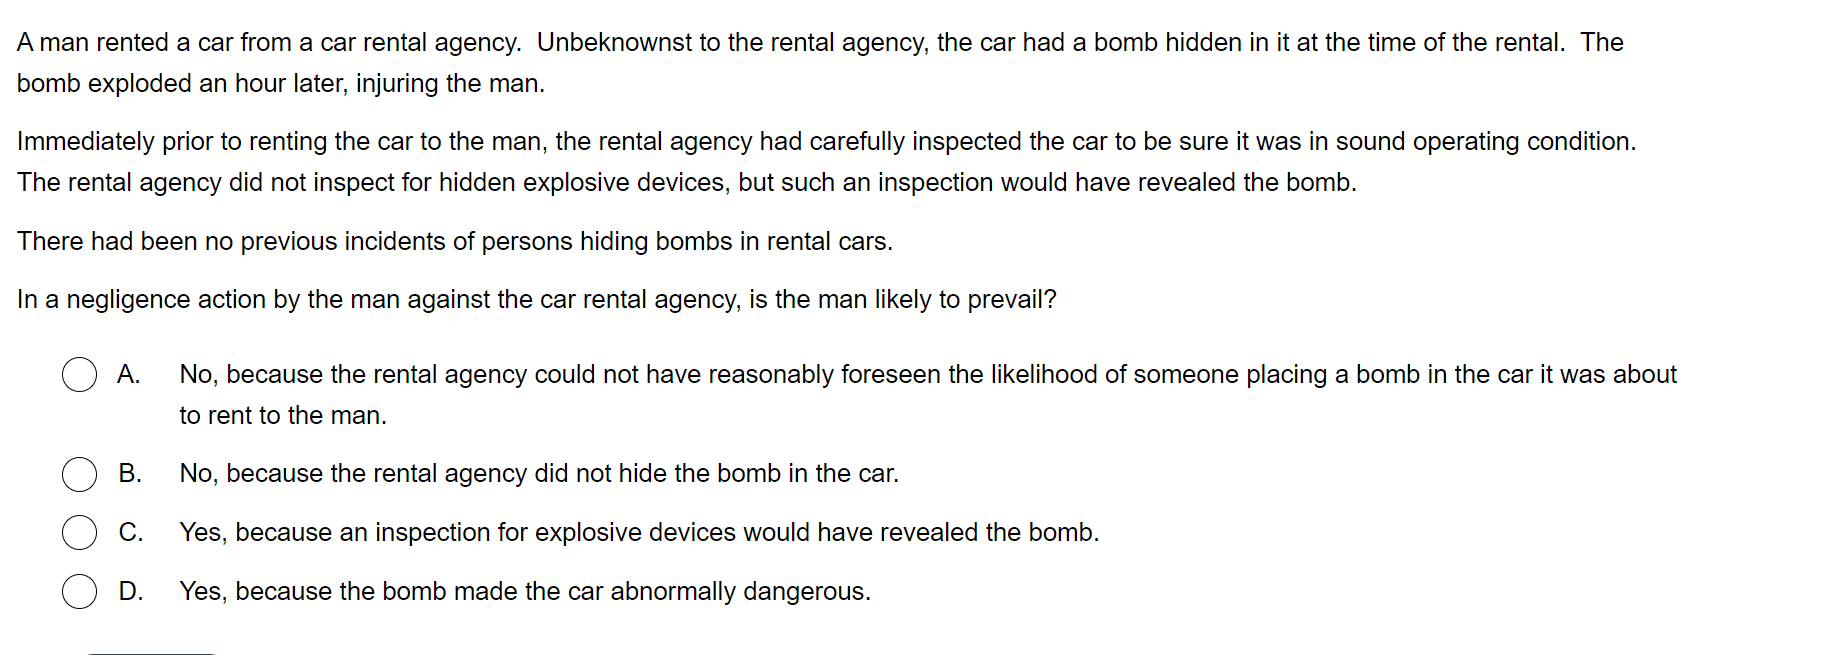 A man rented a car from a car rental agency.  Unbeknownst to the rental agency, the car had a bomb hidden in it at the time of the rental.  The
bomb exploded an hour later, injuring the man.
Immediately prior to renting the car to the man, the rental agency had carefully inspected the car to be sure it was in sound operating condition.
The rental agency did not inspect for hidden explosive devices, but such an inspection would have revealed the bomb.
There had been no previous incidents of persons hiding bombs in rental cars.
In a negligence action by the man against the car rental agency, is the man likely to prevail?
A. No, because the rental agency could not have reasonably foreseen the likelihood of someone placing a bomb in the car it was about
to rent to the man.
B. No, because the rental agency did not hide the bomb in the car.
C. Yes, because an inspection for explosive devices would have revealed the bomb.
D. Yes, because the bomb made the car abnormally dangerous.